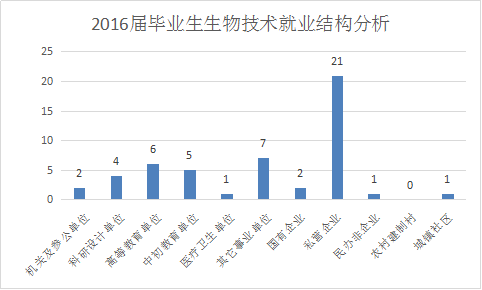 2016届毕业生生物技术就业结构分析
25
20
15
10
5
0
2
4
6
5
1
7
2
21
1
0
1
机关及参公单位
科研设计单位
高等教育单位
中初教育单位
医疗卫生单位
其它事业单位
国有企业
私营企业
民办非企业
农村建制村
城镇社区